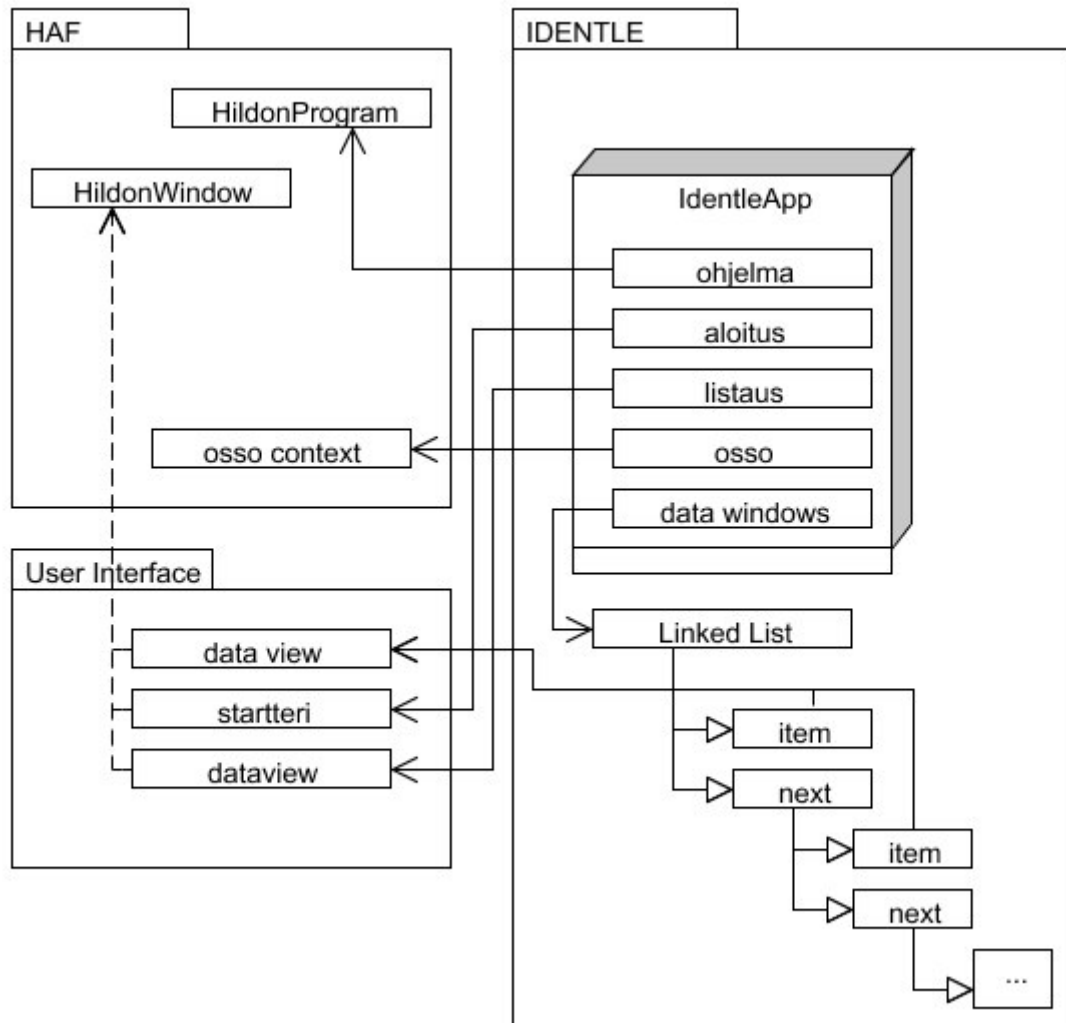 HAF
HildonProgram
HildonWindow
osso context
User Interface
data view
startteri
dataview
IDENTLE
IdentleApp
ohjelma
aloitus
listaus
osso
data windows
Linked List
item
next
item
next
...